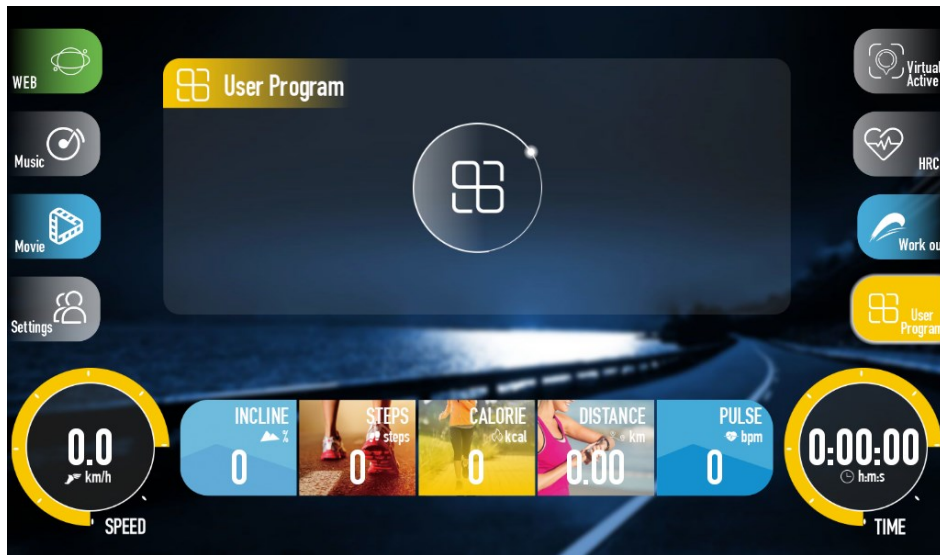 WEB
User Program
Virtual
Active
Music
HRC
Movie
Work ou
Settings
User
Program
INCLINE
%
0
STEPS
steps
0
CALORIE
kcal
0
DISTANCE
km
0.00
PULSE
bpm
0
0.0
km/h
SPEED
0:00:00
h:m:s
TIME